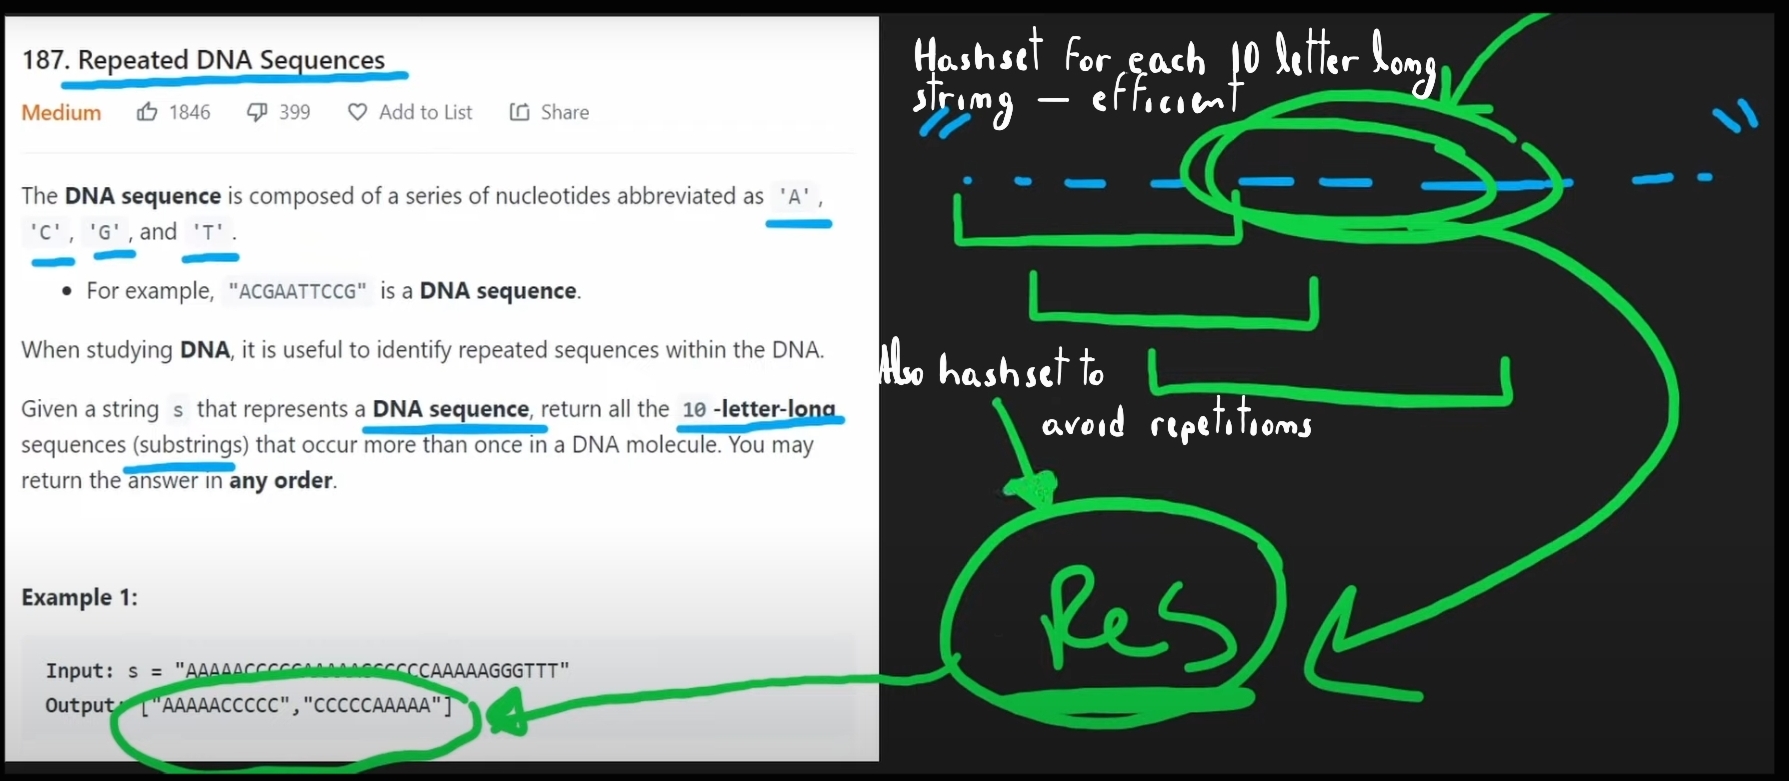 187. Repeated DNA Sequences
Medium 1846 399 Add to List Share
The DNA sequence is composed of a series of nucleotides abbreviated as 'A',
'C', 'G', and 'T'.
• For example, "ACGAATTCCG" is a DNA sequence.
When studying DNA, it is useful to identify repeated sequences within the DNA.
Given a string s that represents a DNA sequence, return all the 10-letter-long
sequences (substrings) that occur more than once in a DNA molecule. You may
return the answer in any order.
Example 1:
Input: s = "AAAAACCCCCAAAAACCCCCCAAAAAGGGTTT"
Output: ["AAAAACCCCC","CCCCCAAAAA"]
Hashset for each 10 letter long
string — efficient
Also hashset to
avoid repetitions
Res